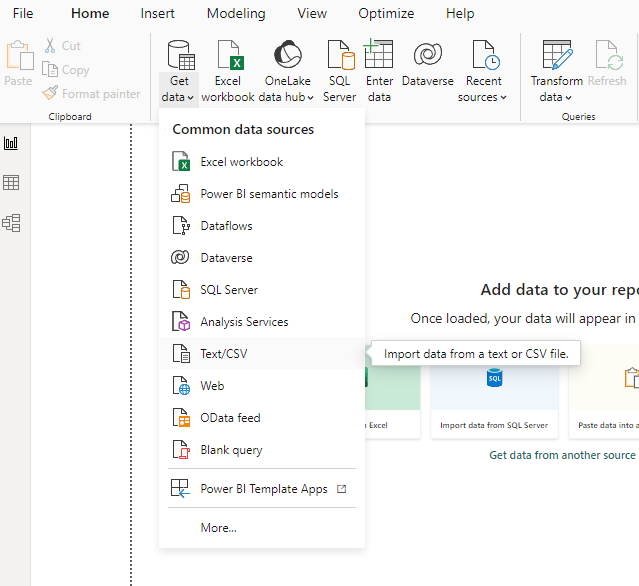 File Home Insert Modeling View Optimize Help
Paste
Cut
Copy
Format painter
Clipboard
Get
data
Excel
workbook
OneLake
data hub
SQL
Server
Enter
data
Dataverse
Recent
sources
Transform
data
Refresh
Queries
Common data sources
Excel workbook
Power BI semantic models
Dataflows
Dataverse
SQL Server
Analysis Services
Text/CSV
Web
OData feed
Blank query
Power BI Template Apps
More...
Import data from a text or CSV file.
Add data to your repo
Once loaded, your data will appear in
SQL
Excel
Import data from SQL Server
Paste data into a
Get data from another source